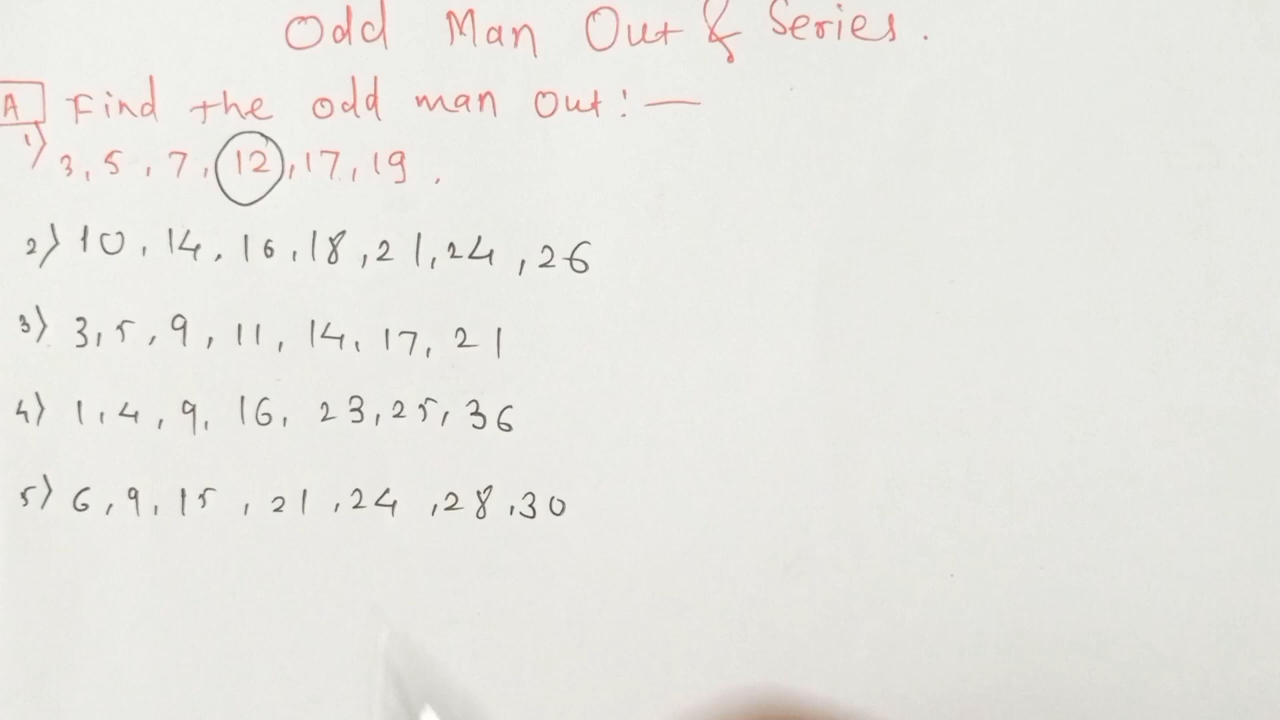 Odd Man Out & Series.
A Find the odd man out:—
1) 3, 5, 7, 12, 17, 19.
2) 10, 14, 16, 18, 21, 24, 26
3) 3, 5, 9, 11, 14, 17, 21
4) 1, 4, 9, 16, 23, 25, 36
5) 6, 9, 15, 21, 24, 28, 30